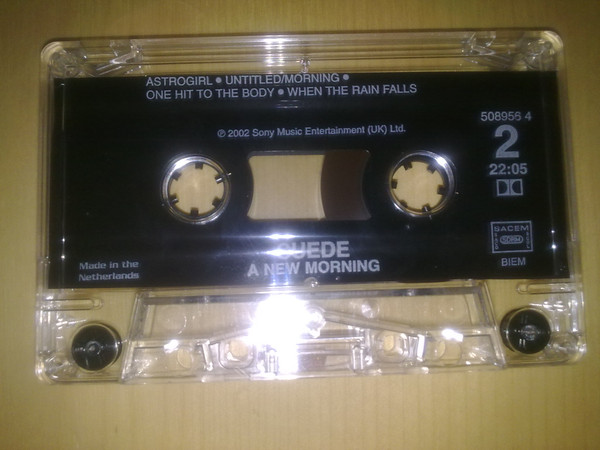 ASTROGIRL • UNTITLED/MORNING •
ONE HIT TO THE BODY • WHEN THE RAIN FALLS
℗ 2002 Sony Music Entertainment (UK) Ltd.
508956 4
2
22:05
SUEDE
A NEW MORNING
Made in the
Netherlands
SACEM
SDRM
BIEM